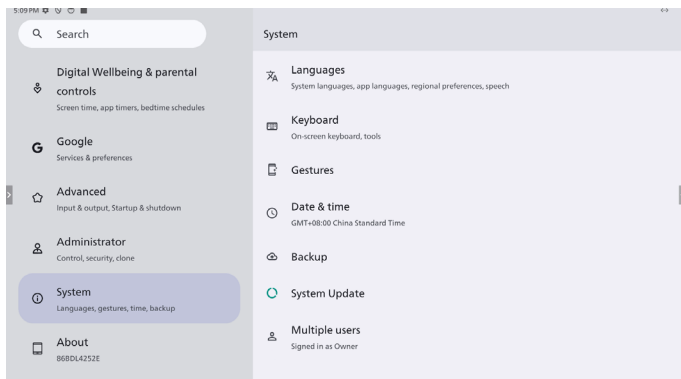 5:09 PM
Search
Digital Wellbeing & parental
controls
Screen time, app timers, bedtime schedules
Google
Services & preferences
Advanced
Input & output, Startup & shutdown
Administrator
Control, security, clone
System
Languages, gestures, time, backup
About
86BDL4252E
System
Languages
System languages, app languages, regional preferences, speech
Keyboard
On-screen keyboard, tools
Gestures
Date & time
GMT+08:00 China Standard Time
Backup
System Update
Multiple users
Signed in as Owner